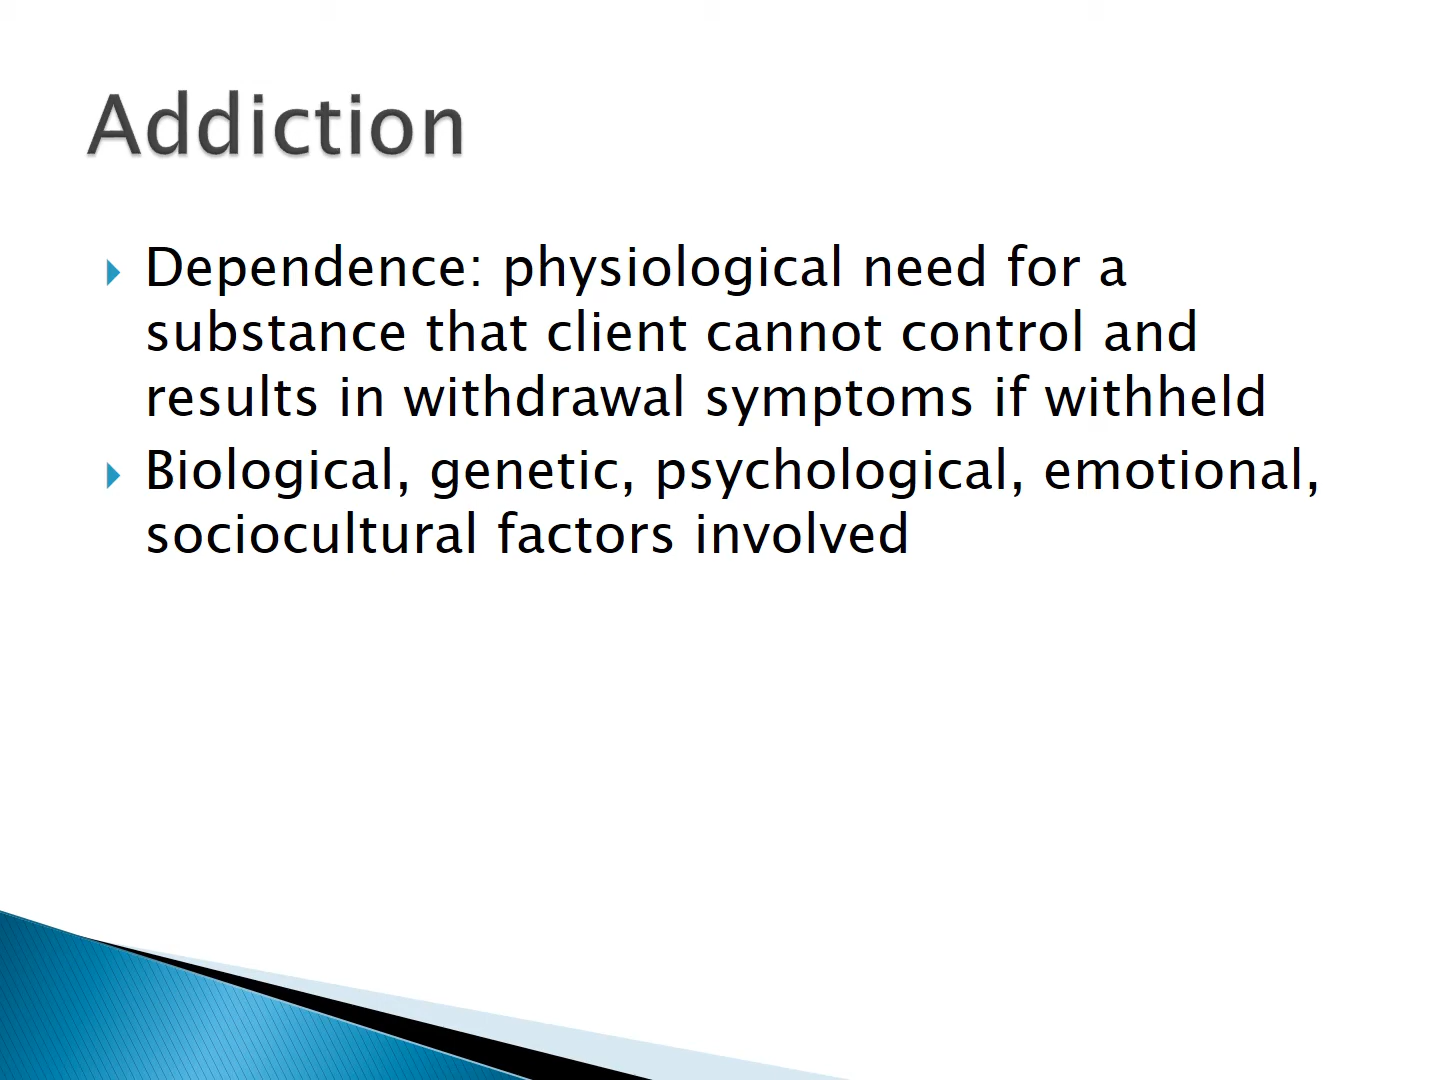 Addiction
Dependence: physiological need for a
substance that client cannot control and
results in withdrawal symptoms if withheld
Biological, genetic, psychological, emotional,
sociocultural factors involved